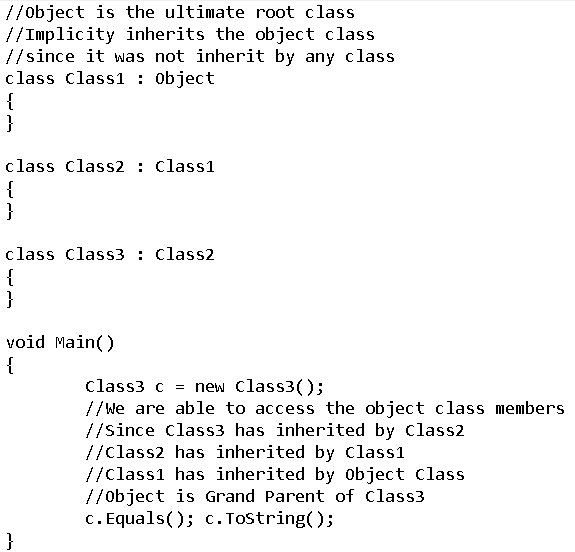 //Object is the ultimate root class
//Implicity inherits the object class
//since it was not inherit by any class
class Class1 : Object
{
}
class Class2 : Class1
{
}
class Class3 : Class2
{
}
void Main()
{
Class3 c = new Class3();
//We are able to access the object class members
//Since Class3 has inherited by Class2
//Class2 has inherited by Class1
//Class1 has inherited by Object Class
//Object is Grand Parent of Class3
c.Equals(); c.ToString();
}